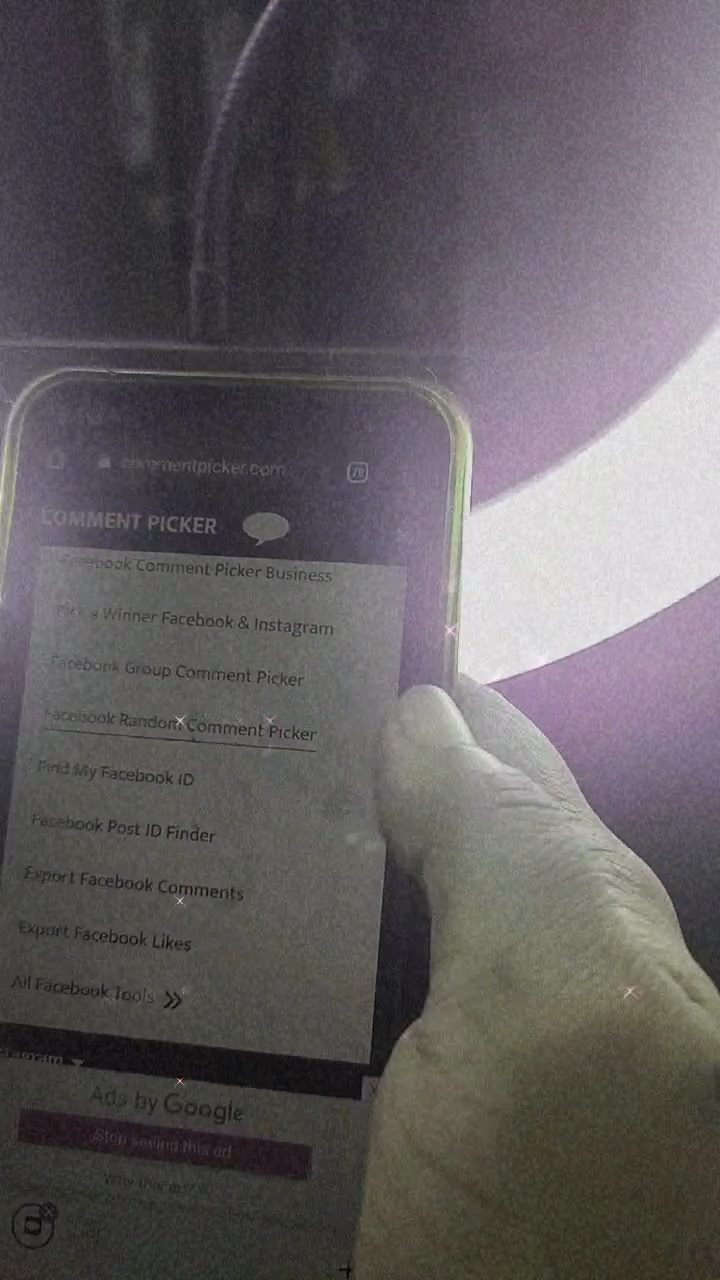 commentpicker.com
COMMENT PICKER
Facebook Comment Picker Business
Pick a Winner Facebook & Instagram
Facebook Group Comment Picker
Facebook Random Comment Picker
Find My Facebook ID
Facebook Post ID Finder
Export Facebook Comments
Export Facebook Likes
All Facebook Tools »
Ads by Google
Stop seeing this ad
Why this ad?